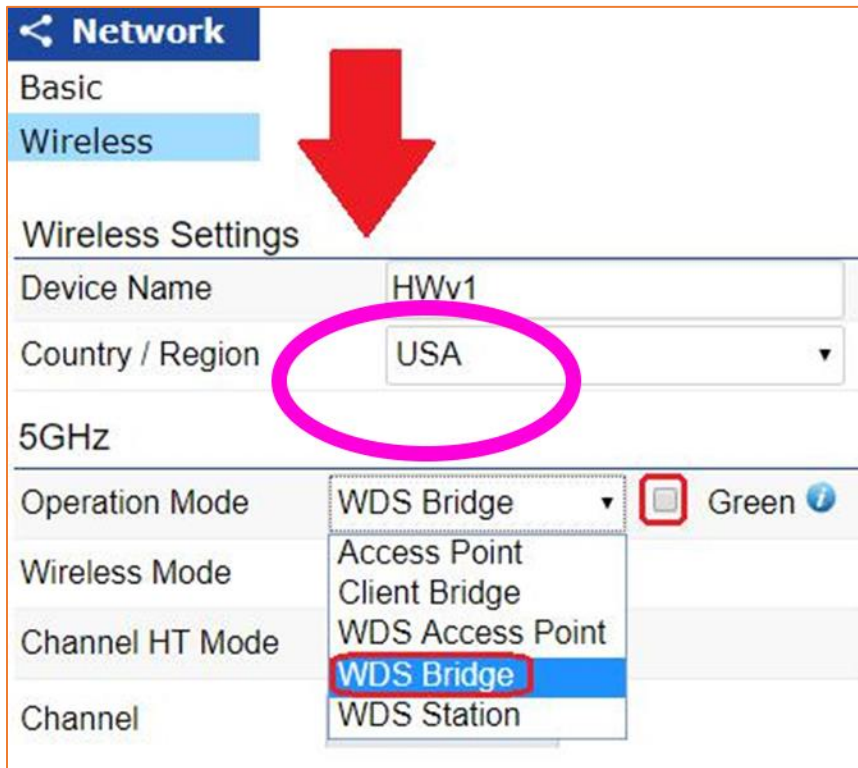 Network
Basic
Wireless
Wireless Settings
Device Name HWv1
Country / Region USA
5GHz
Operation Mode WDS Bridge Green i
Access Point
Wireless Mode
Client Bridge
WDS Access Point
Channel HT Mode
WDS Bridge
Channel WDS Station